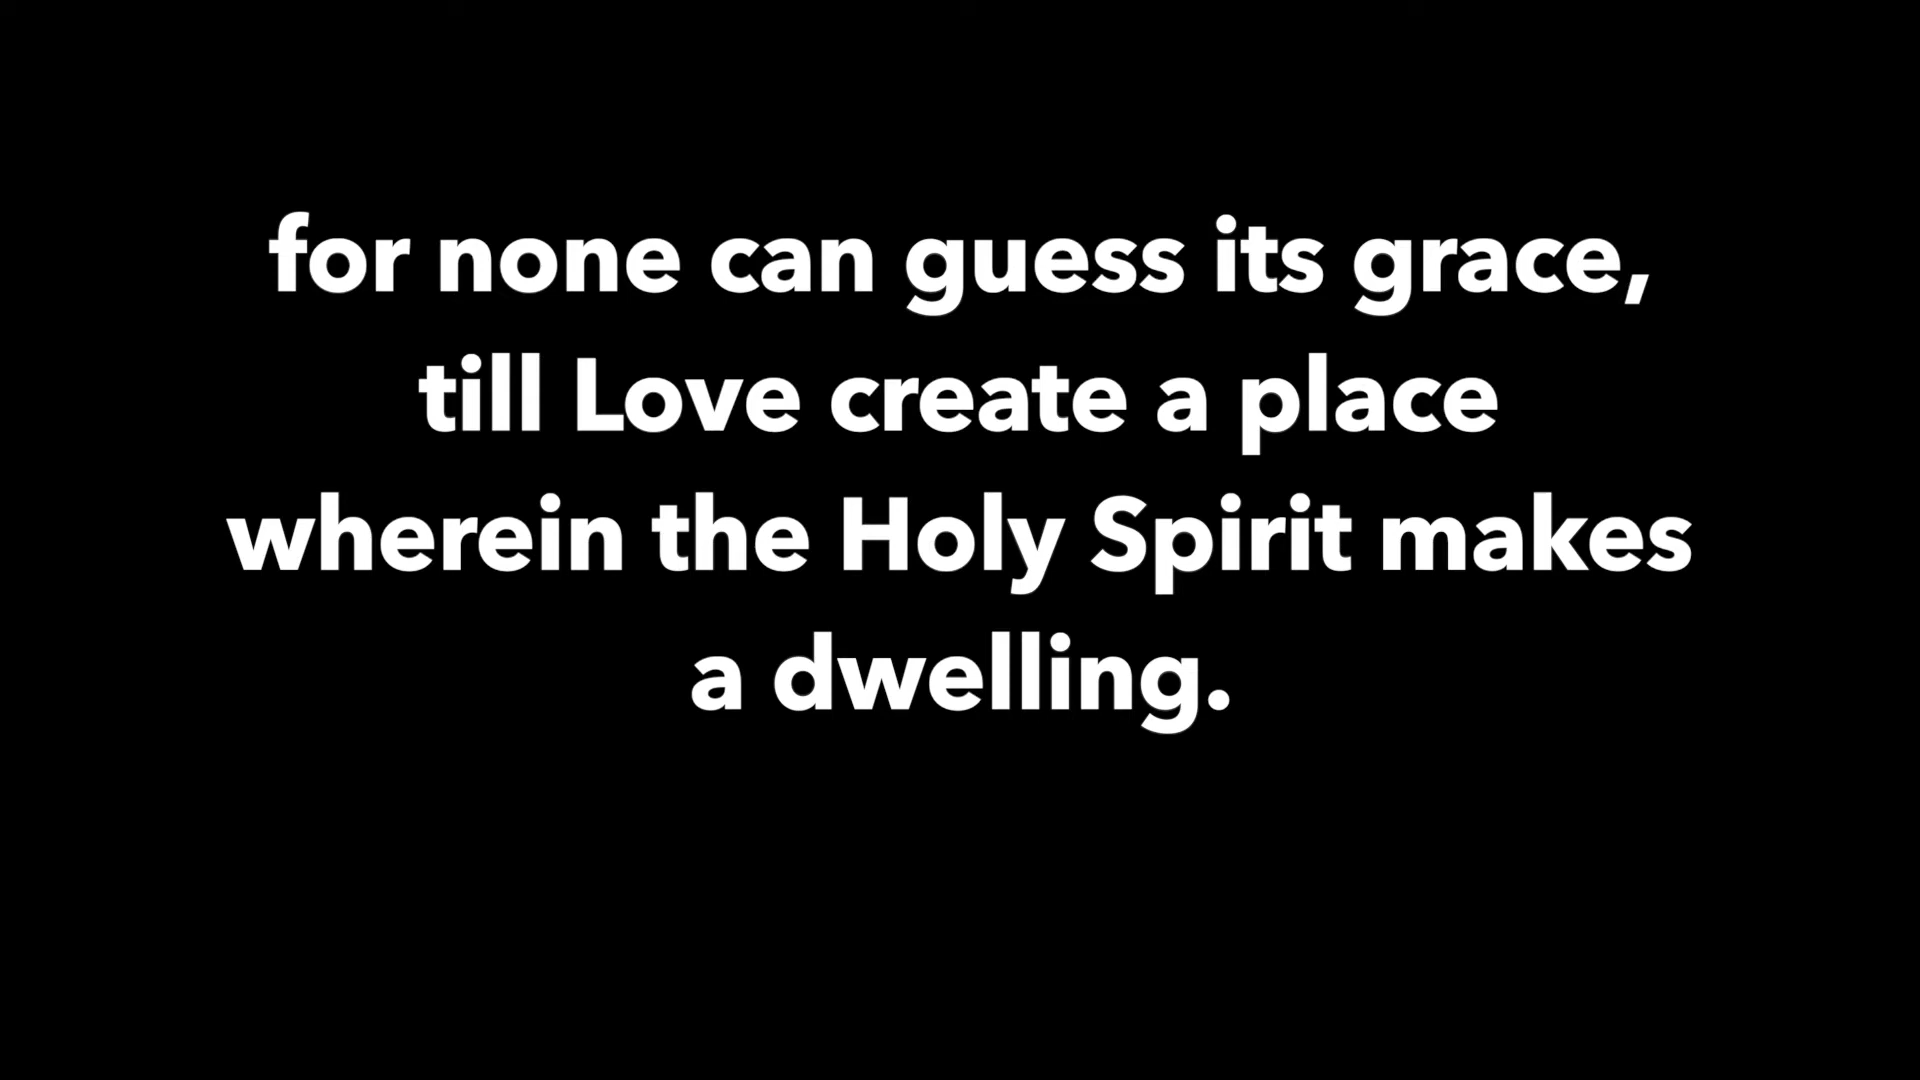 for none can guess its grace,
till Love create a place
wherein the Holy Spirit makes
a dwelling.